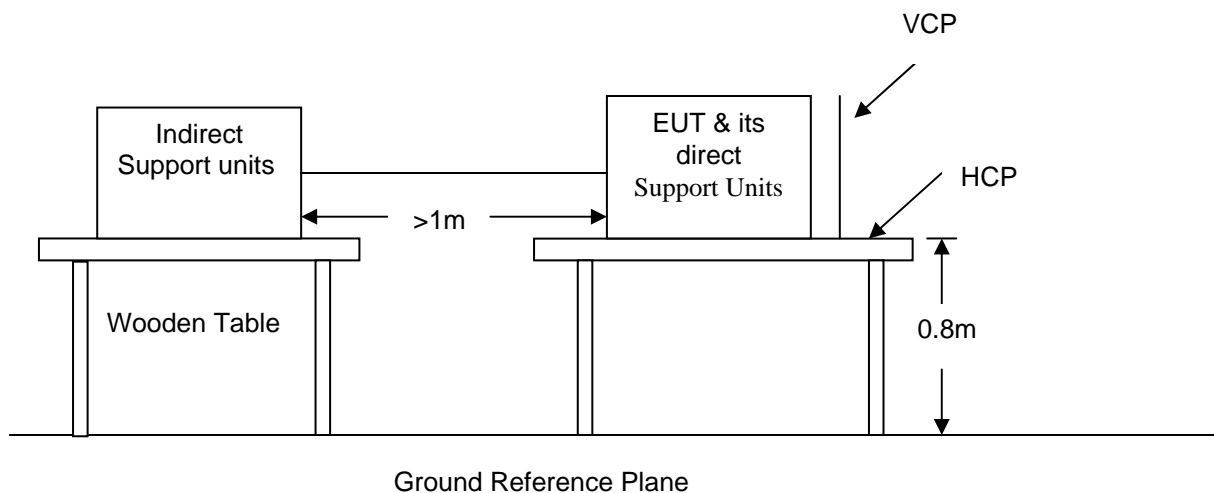 VCP
Indirect
Support units
EUT & its
direct
Support Units
HCP
>1m
Wooden Table
0.8m
Ground Reference Plane